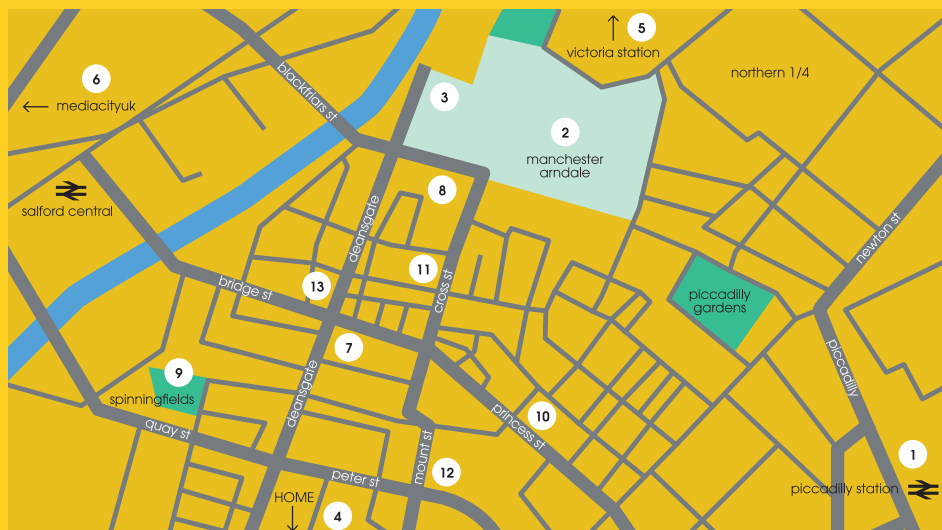 5
victoria station
6
mediacityuk
northern 1/4
blackfriars st
3
2
manchester
arndale
salford central
8
deansgate
newton st
11
13
bridge st
cross st
piccadilly
gardens
7
piccadilly
9
spinningfields
deansgate
10
princess st
quay st
mount st
1
12
peter st
piccadilly station
HOME
4